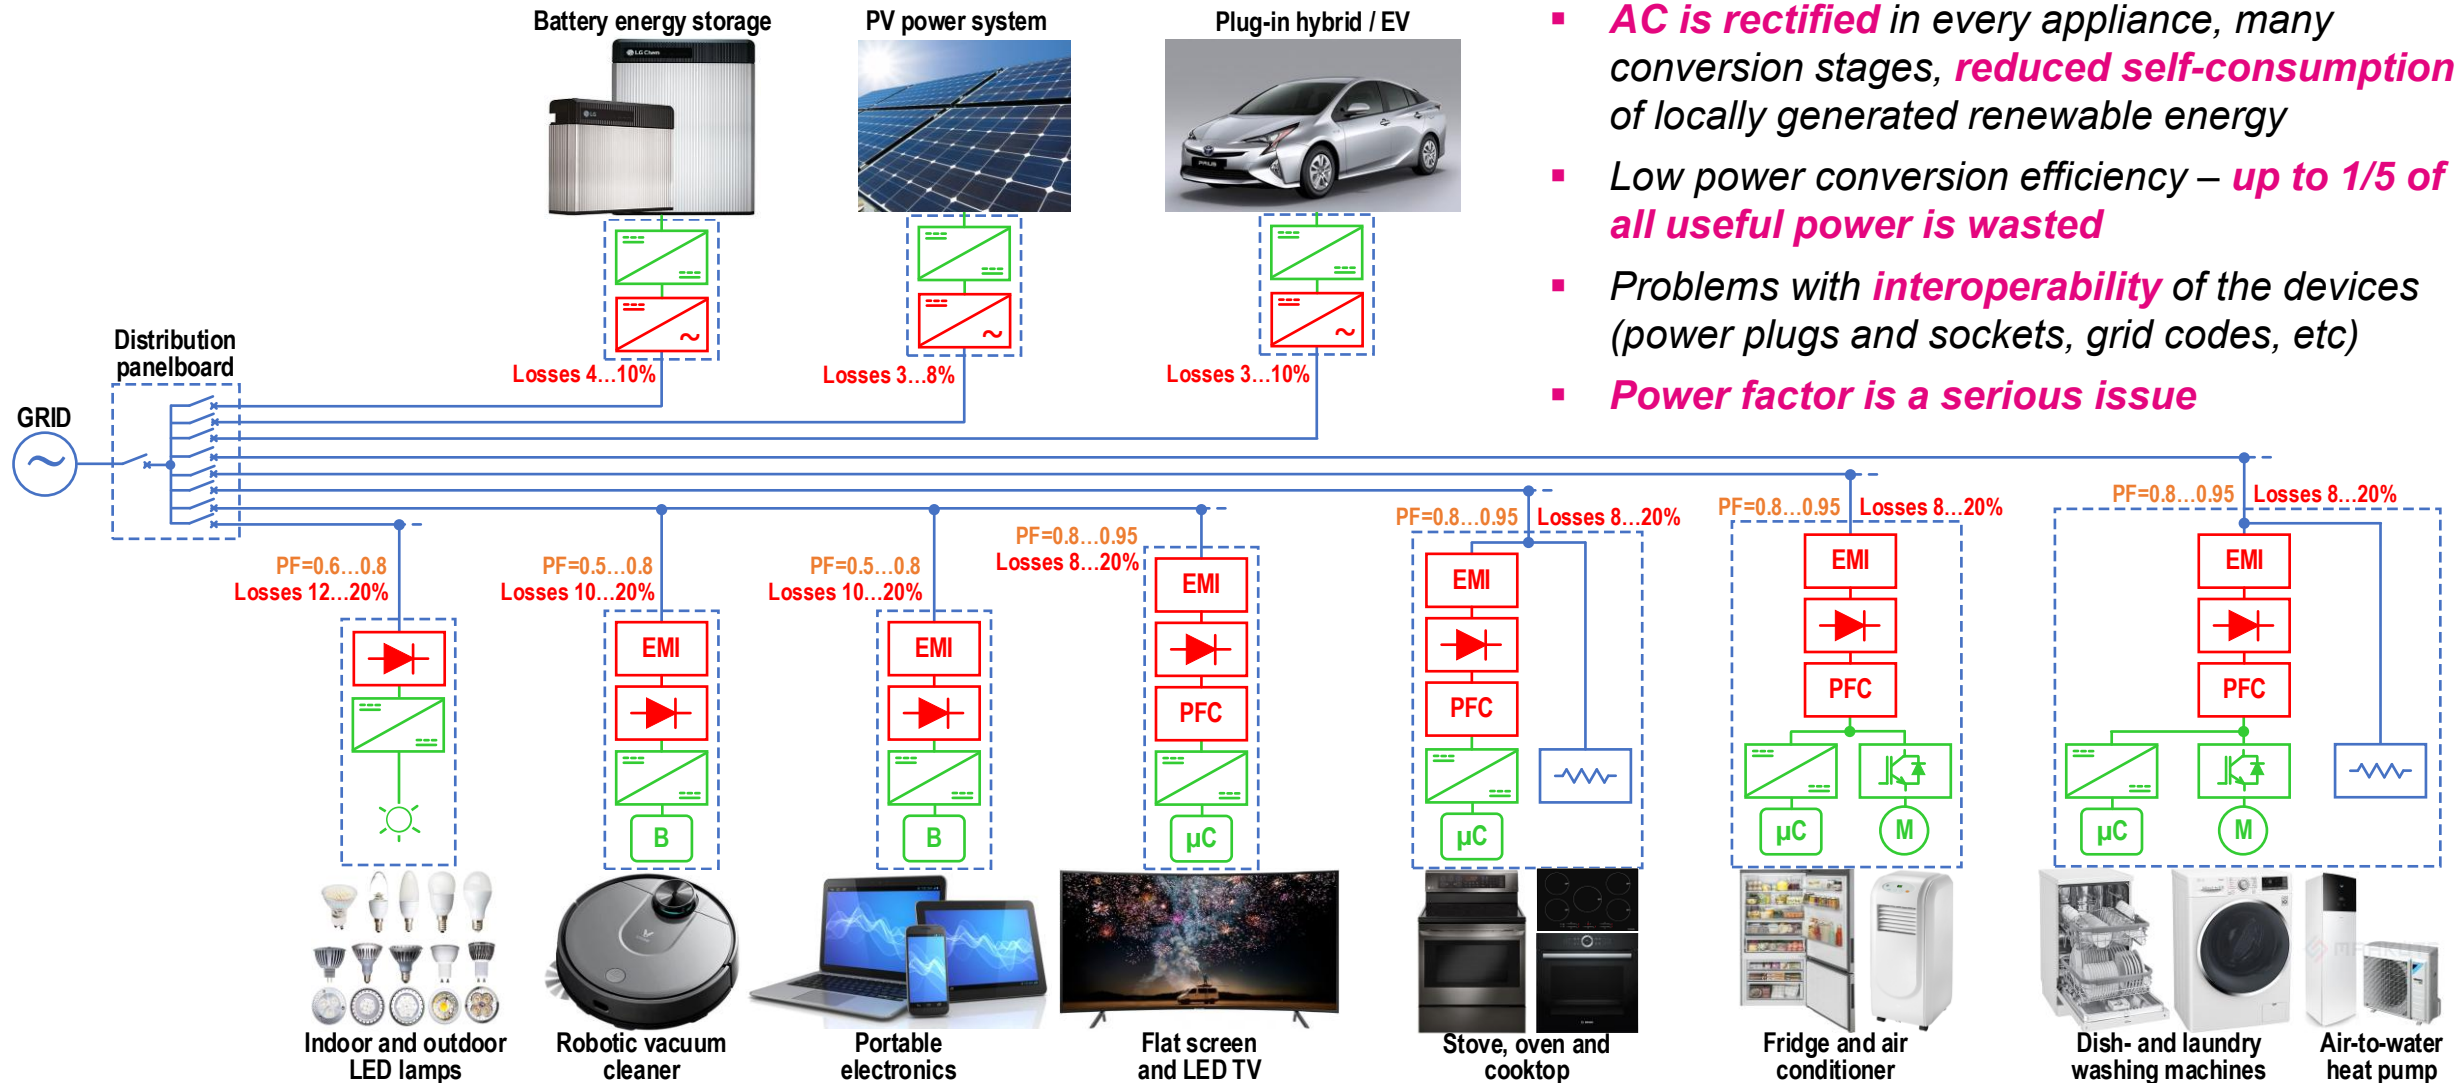 Battery energy storage
PV power system
Plug-in hybrid / EV
LG Chem
LG
PRIUS
▪ AC is rectified in every appliance, many
conversion stages, reduced self-consumption
of locally generated renewable energy
▪ Low power conversion efficiency – up to 1/5 of
all useful power is wasted
▪ Problems with interoperability of the devices
(power plugs and sockets, grid codes, etc)
▪ Power factor is a serious issue
Losses 4...10%
Losses 3...8%
Losses 3...10%
Distribution
panelboard
GRID
PF=0.6...0.8
Losses 12...20%
PF=0.5...0.8
Losses 10...20%
EMI
B
PF=0.5...0.8
Losses 10...20%
EMI
B
PF=0.8...0.95
Losses 8...20%
EMI
PFC
µC
PF=0.8...0.95
Losses 8...20%
EMI
PFC
µC
PF=0.8...0.95
Losses 8...20%
EMI
PFC
µC
M
PF=0.8...0.95
Losses 8...20%
EMI
PFC
µC
M
Indoor and outdoor
LED lamps
Robotic vacuum
cleaner
Portable
electronics
Flat screen
and LED TV
Stove, oven and
cooktop
Fridge and air
conditioner
Dish- and laundry
washing machines
Air-to-water
heat pump